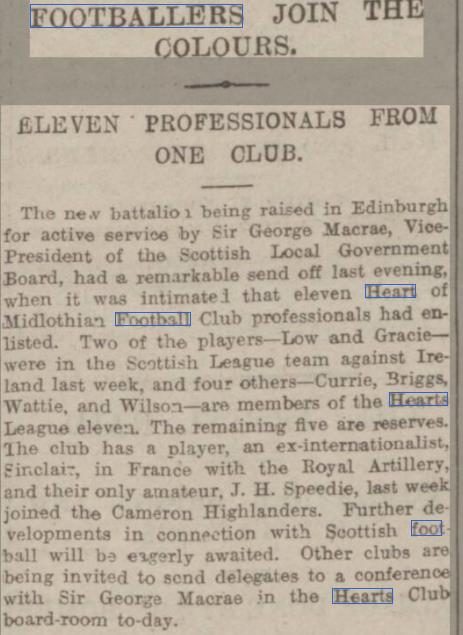 FOOTBALLERS JOIN THE
COLOURS.
ELEVEN PROFESSIONALS FROM
ONE CLUB.
The new battalion being raised in Edinburgh
for active service by Sir George Macrae, Vice-
President of the Scottish Local Government
Board, had a remarkable send off last evening,
when it was intimated that eleven Heart of
Midlothian Football Club professionals had en-
listed. Two of the players—Low and Gracie—
were in the Scottish League team against Ire-
land last week, and four others—Currie, Briggs,
Wattie, and Wilson—are members of the Hearts
League eleven. The remaining five are reserves.
The club has a player, an ex-internationalist,
Sinclair, in France with the Royal Artillery,
and their only amateur, J. H. Speedie, last week
joined the Cameron Highlanders. Further de-
velopments in connection with Scottish foot-
ball will be eagerly awaited. Other clubs are
being invited to send delegates to a conference
with Sir George Macrae in the Hearts Club
board-room to-day.